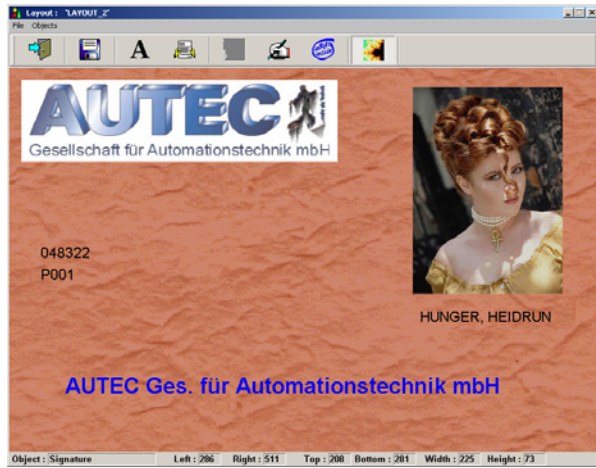 Layout : "LAYOUT_2"
File Objects
A
AUTEC
Gesellschaft für Automationstechnik mbH
048322
P001
HUNGER, HEIDRUN
AUTEC Ges. für Automationstechnik mbH
Object : Signature Left : 286 Right : 511 Top : 208 Bottom : 281 Width : 225 Height : 73